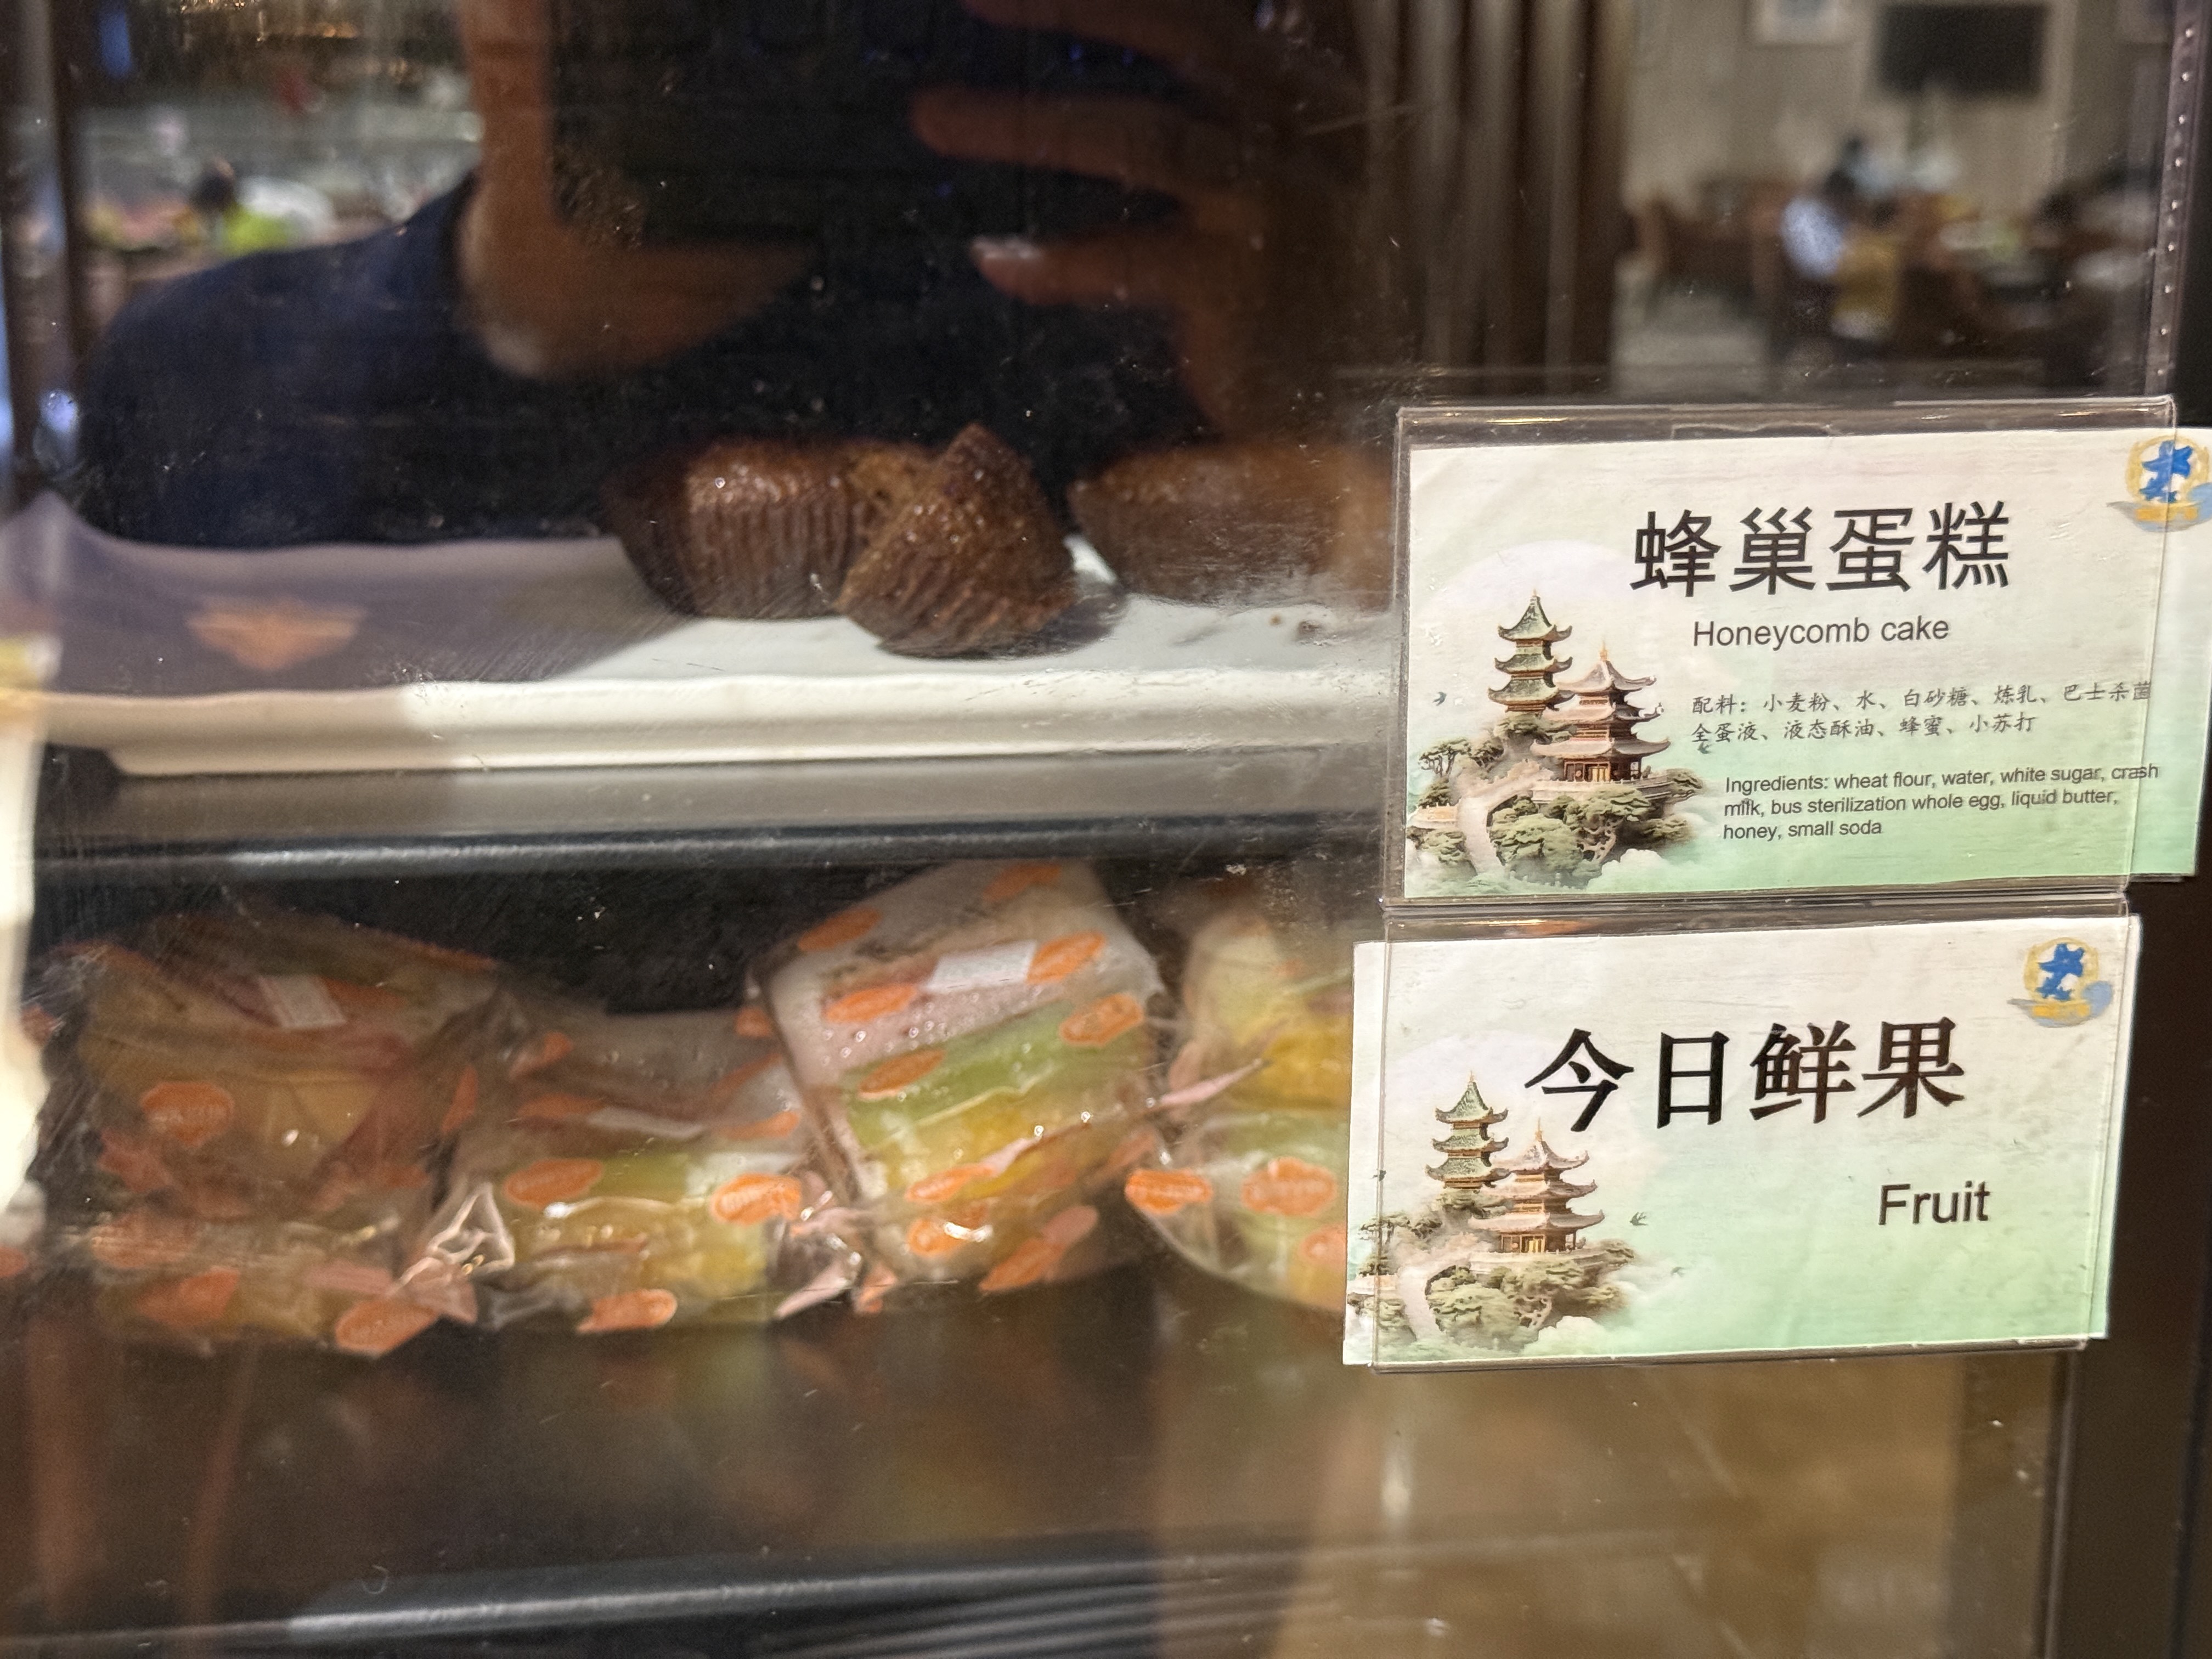 蜂巢蛋糕
Honeycomb cake
配料：小麦粉、水、白砂糖、炼乳、巴士杀菌
全蛋液、液态酥油、蜂蜜、小苏打
Ingredients: wheat flour, water, white sugar, crash
milk, bus sterilization whole egg, liquid butter,
honey, small soda
今日鲜果
Fruit